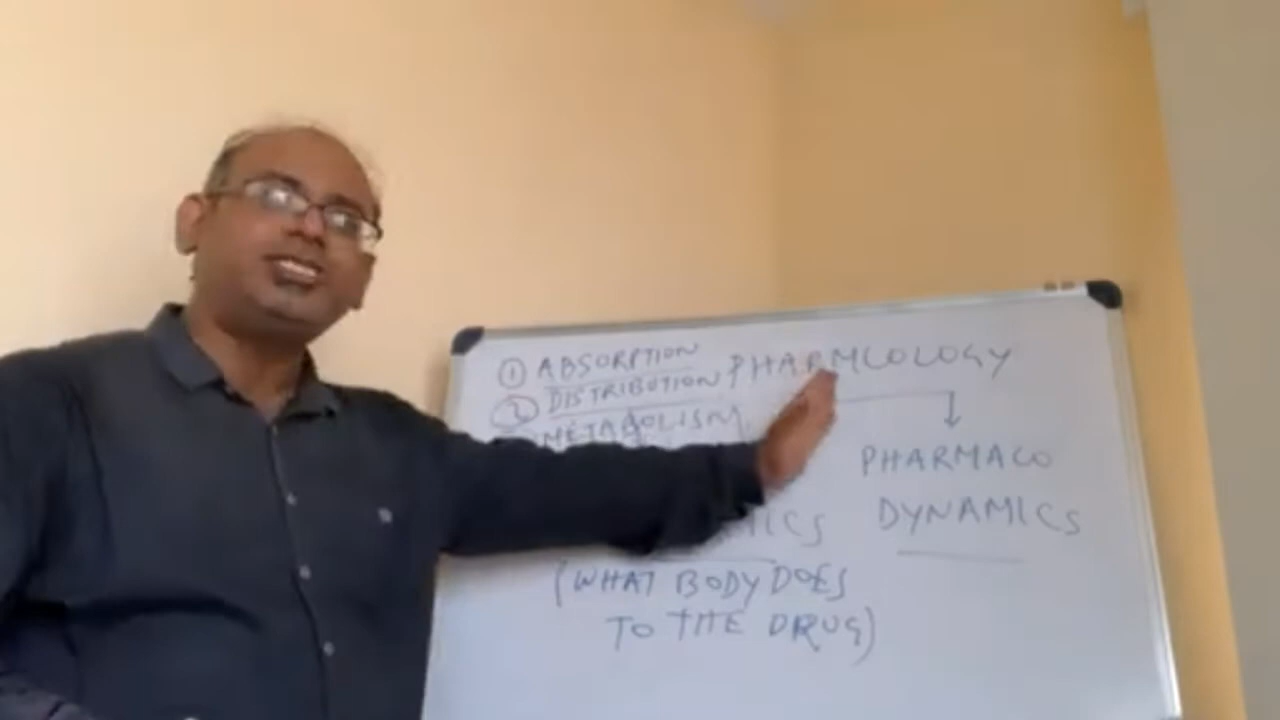 ① ABSORPTION
② DISTRIBUTION
METABOLISM
PHARMCOLOGY
PHARMACO
DYNAMICS
(WHAT BODY DOES
TO THE DRUG)